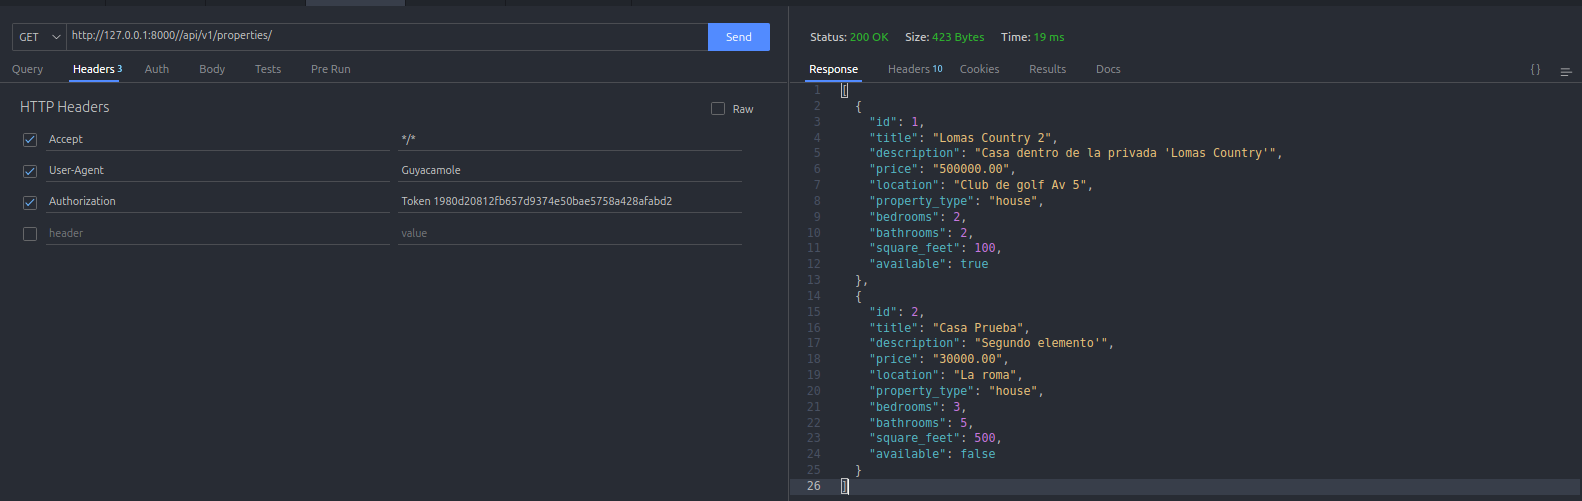 GET http://127.0.0.1:8000//api/v1/properties/ Send
Query Headers 3 Auth Body Tests Pre Run
HTTP Headers Raw
Accept */*
User-Agent Guyacamole
Authorization Token 1980d20812fb657d9374e50bae5758a428afabd2
header value
Status: 200 OK Size: 423 Bytes Time: 19 ms
Response Headers 10 Cookies Results Docs {}
1 [
2 {
3 "id": 1,
4 "title": "Lomas Country 2",
5 "description": "Casa dentro de la privada 'Lomas Country'",
6 "price": "500000.00",
7 "location": "Club de golf Av 5",
8 "property_type": "house",
9 "bedrooms": 2,
10 "bathrooms": 2,
11 "square_feet": 100,
12 "available": true
13 },
14 {
15 "id": 2,
16 "title": "Casa Prueba",
17 "description": "Segundo elemento'",
18 "price": "30000.00",
19 "location": "La roma",
20 "property_type": "house",
21 "bedrooms": 3,
22 "bathrooms": 5,
23 "square_feet": 500,
24 "available": false
25 }
26 ]